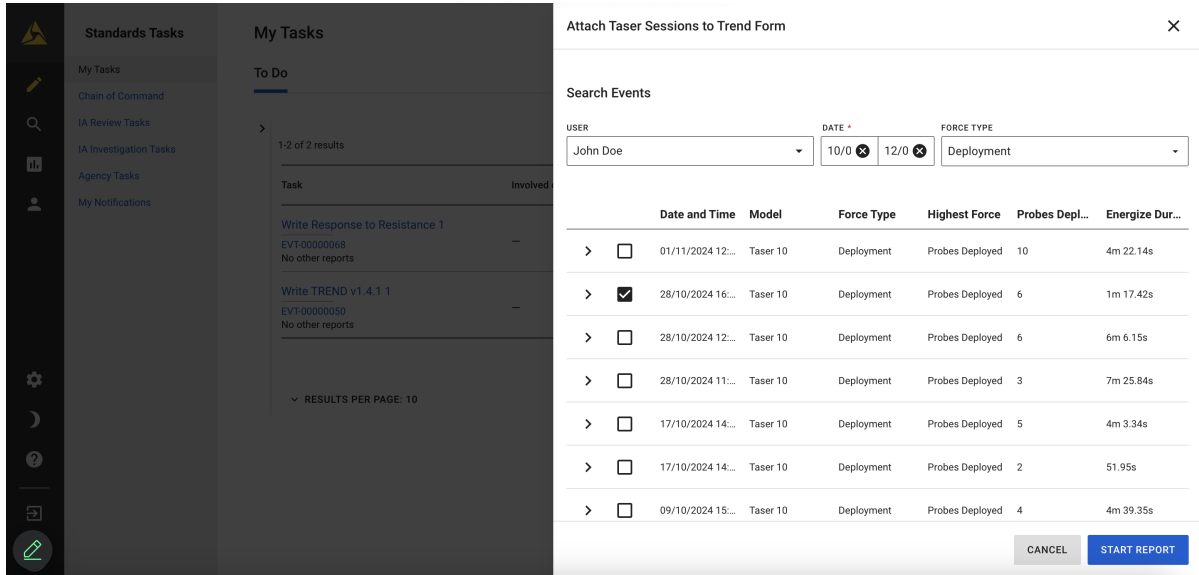 Standards Tasks
My Tasks
Chain of Command
IA Review Tasks
IA Investigation Tasks
Agency Tasks
My Notifications
My Tasks
To Do
1-2 of 2 results
Task Involved
Write Response to Resistance 1
EVT-00000068
No other reports
—
Write TREND v1.4.1 1
EVT-00000050
No other reports
—
RESULTS PER PAGE: 10
Attach Taser Sessions to Trend Form
Search Events
USER DATE * FORCE TYPE
John Doe 10/0 12/0 Deployment
Date and Time Model Force Type Highest Force Probes Depl... Energize Dur...
01/11/2024 12:... Taser 10 Deployment Probes Deployed 10 4m 22.14s
28/10/2024 16:... Taser 10 Deployment Probes Deployed 6 1m 17.42s
28/10/2024 12:... Taser 10 Deployment Probes Deployed 6 6m 6.15s
28/10/2024 11:... Taser 10 Deployment Probes Deployed 3 7m 25.84s
17/10/2024 14:... Taser 10 Deployment Probes Deployed 5 4m 3.34s
17/10/2024 14:... Taser 10 Deployment Probes Deployed 2 51.95s
09/10/2024 15:... Taser 10 Deployment Probes Deployed 4 4m 39.35s
CANCEL START REPORT